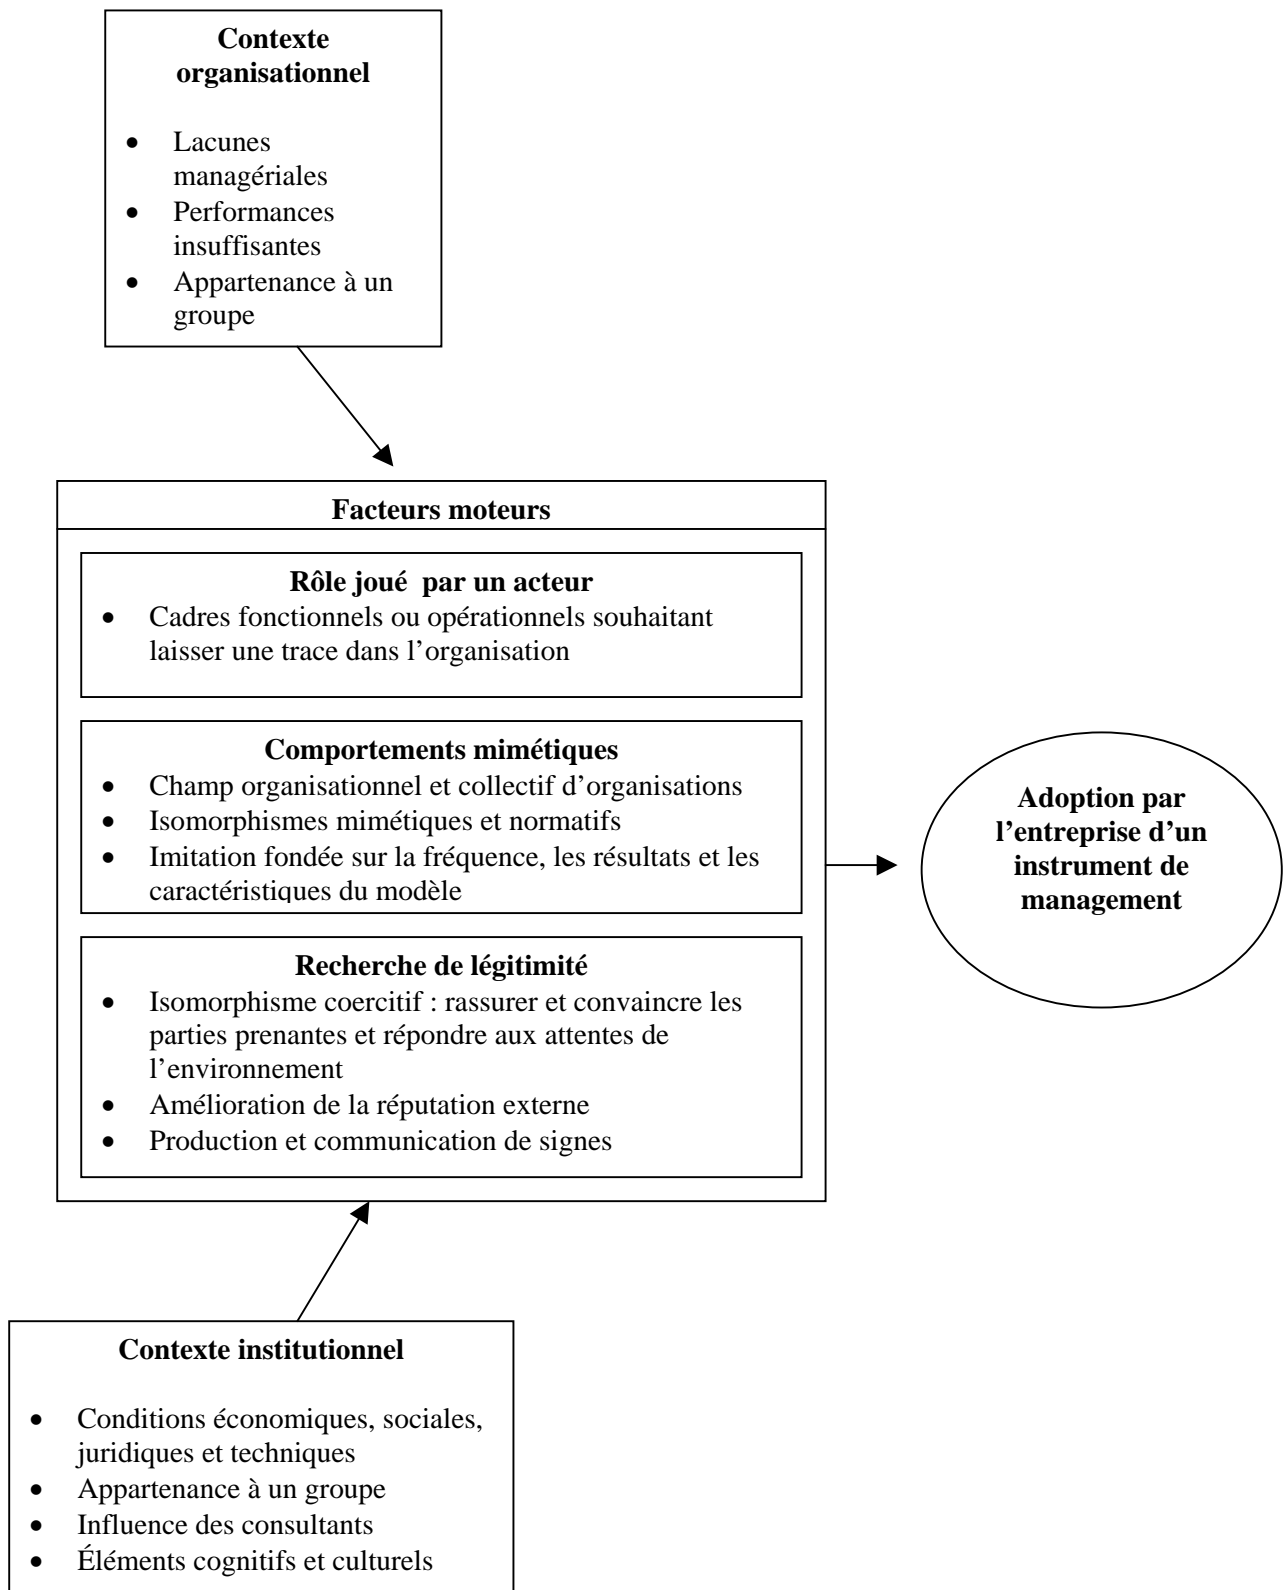 Contexte
organisationnel
• Lacunes
managériales
• Performances
insuffisantes
• Appartenance à un
groupe
Facteurs moteurs
Rôle joué  par un acteur
• Cadres fonctionnels ou opérationnels souhaitant
laisser une trace dans l’organisation
Comportements mimétiques
• Champ organisationnel et collectif d’organisations
• Isomorphismes mimétiques et normatifs
• Imitation fondée sur la fréquence, les résultats et les
caractéristiques du modèle
Recherche de légitimité
• Isomorphisme coercitif : rassurer et convaincre les
parties prenantes et répondre aux attentes de
l’environnement
• Amélioration de la réputation externe
• Production et communication de signes
Adoption par
l’entreprise d’un
instrument de
management
Contexte institutionnel
• Conditions économiques, sociales,
juridiques et techniques
• Appartenance à un groupe
• Influence des consultants
• Éléments cognitifs et culturels